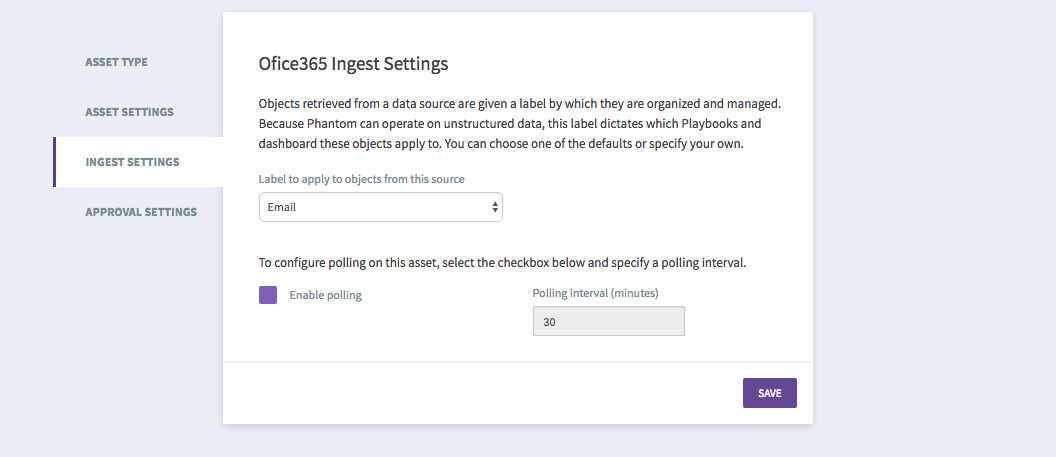 ASSET TYPE
ASSET SETTINGS
INGEST SETTINGS
APPROVAL SETTINGS
Ofice365 Ingest Settings
Objects retrieved from a data source are given a label by which they are organized and managed.
Because Phantom can operate on unstructured data, this label dictates which Playbooks and
dashboard these objects apply to. You can choose one of the defaults or specify your own.
Label to apply to objects from this source
Email
To configure polling on this asset, select the checkbox below and specify a polling interval.
Enable polling
Polling interval (minutes)
30
SAVE